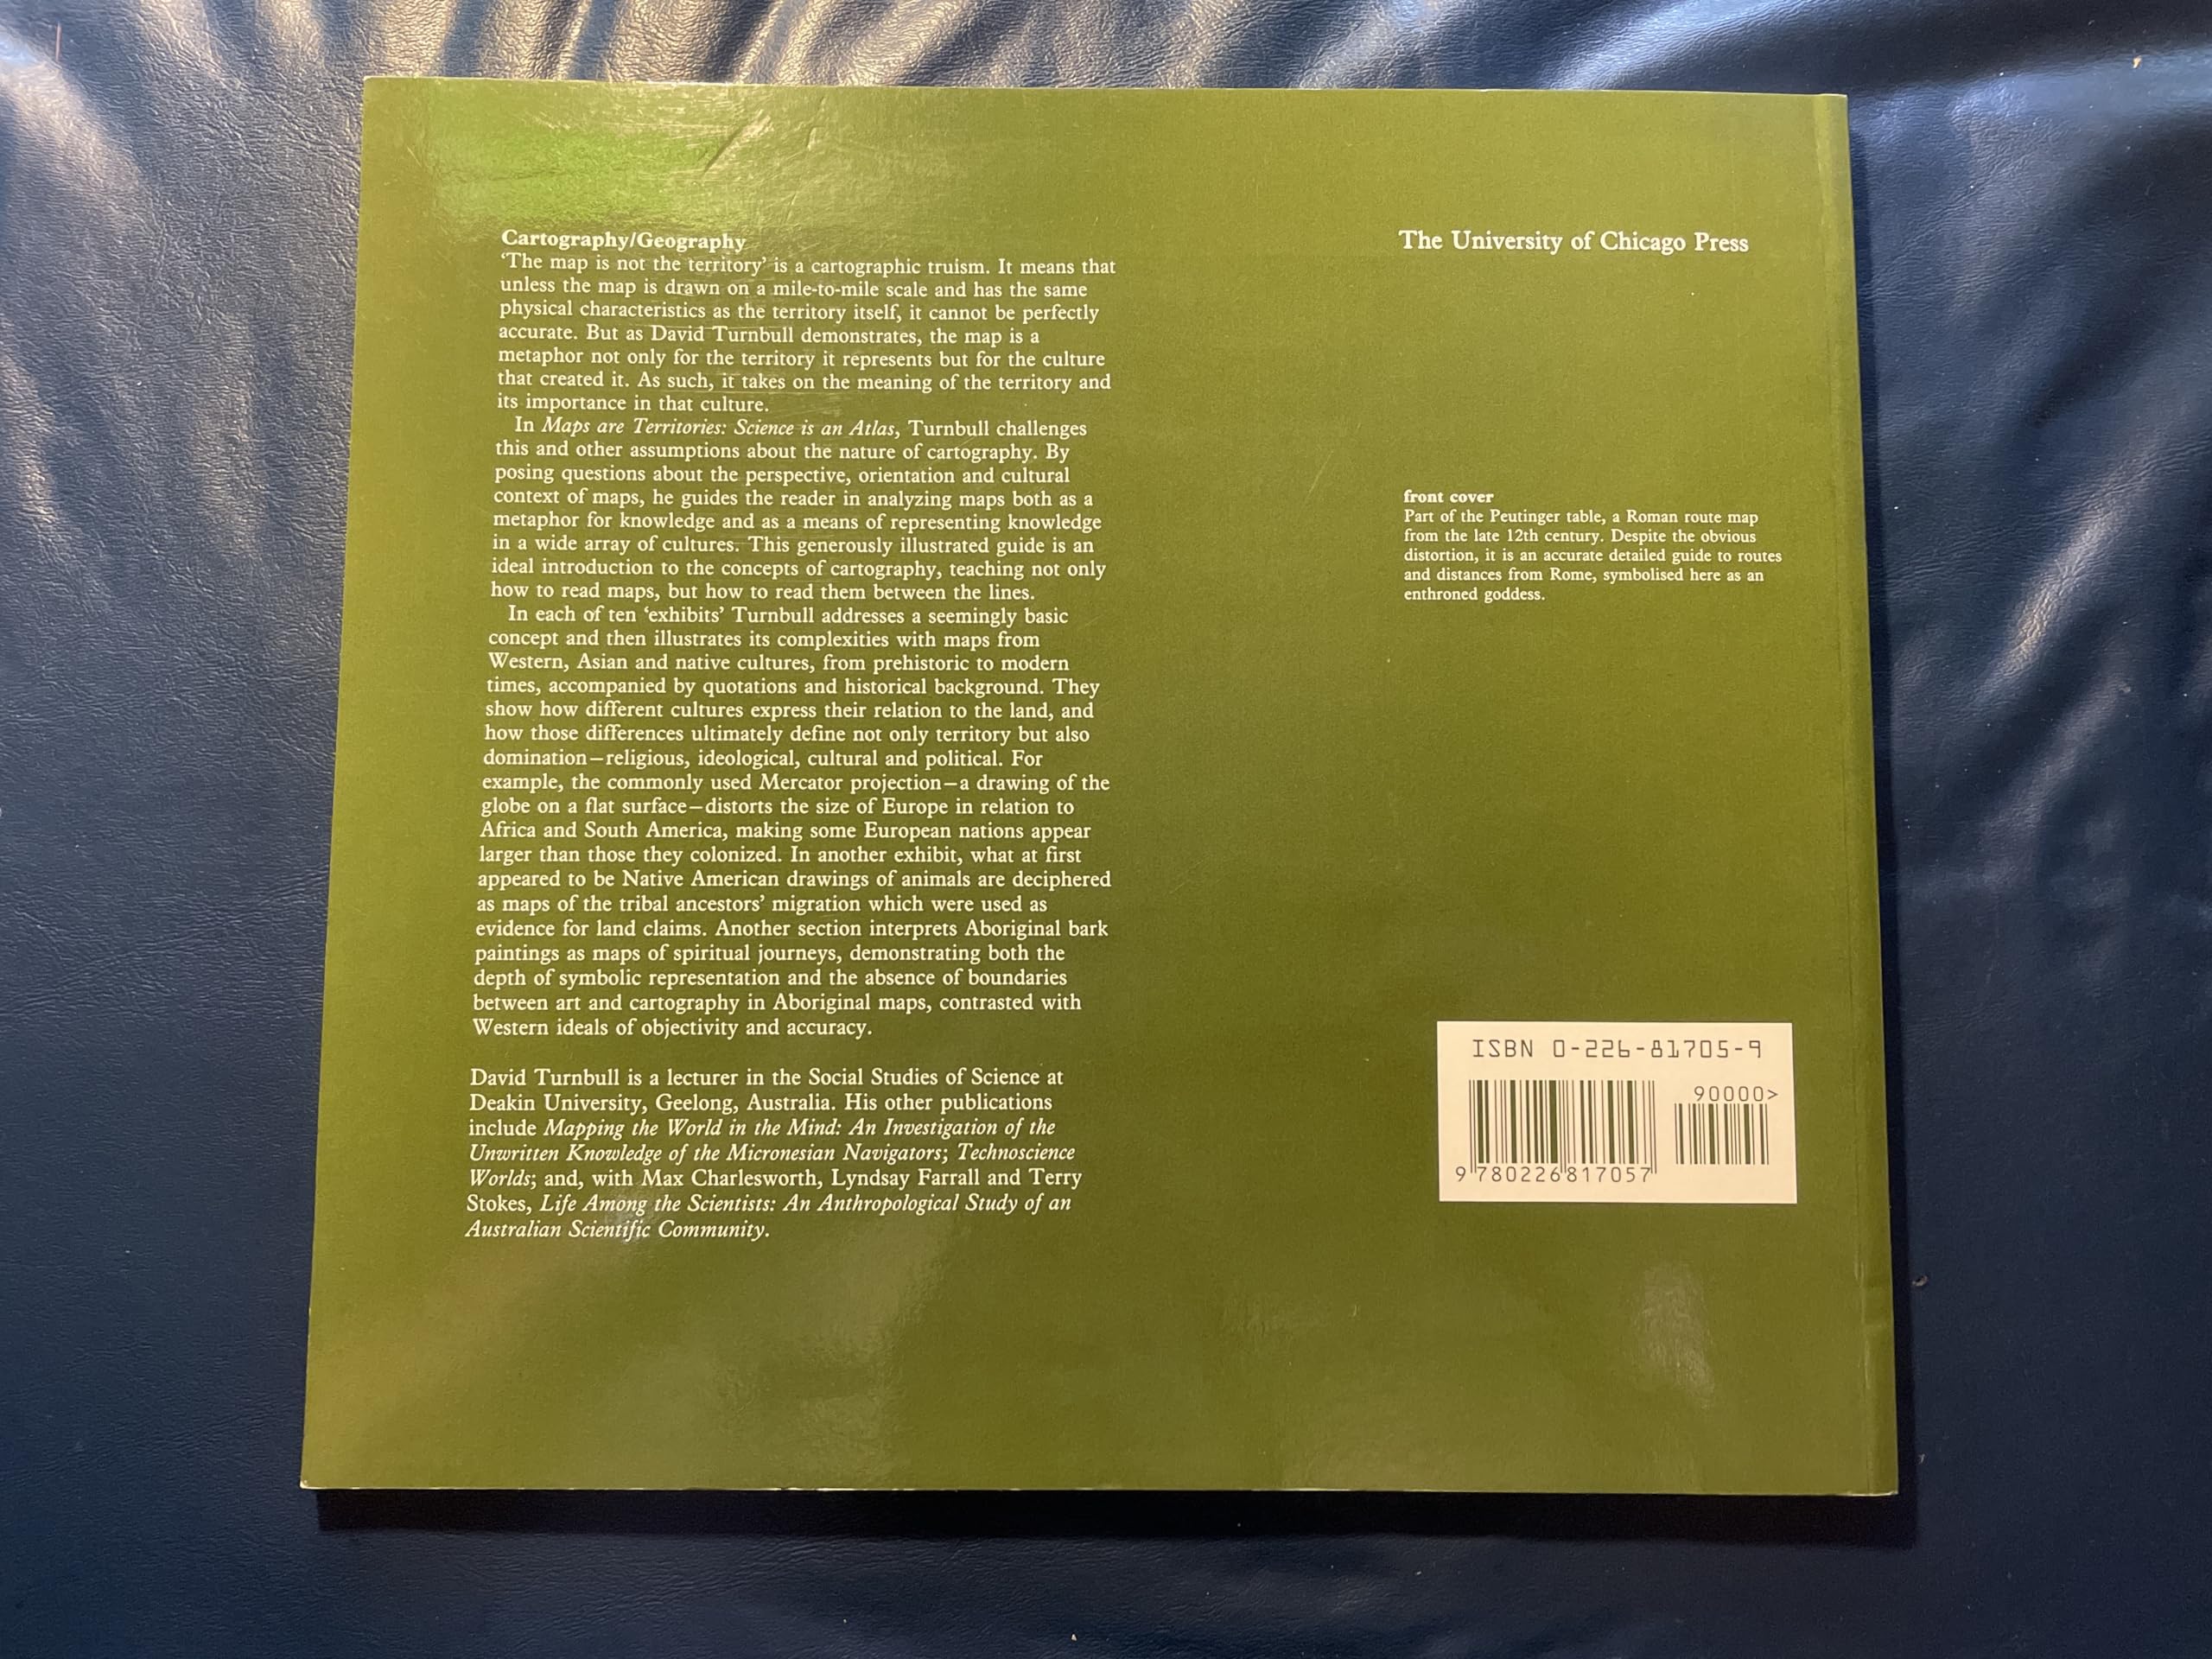 Cartography/Geography
‘The map is not the territory’ is a cartographic truism. It means that
unless the map is drawn on a mile-to-mile scale and has the same
physical characteristics as the territory itself, it cannot be perfectly
accurate. But as David Turnbull demonstrates, the map is a
metaphor not only for the territory it represents but for the culture
that created it. As such, it takes on the meaning of the territory and
its importance in that culture.
In Maps are Territories: Science is an Atlas, Turnbull challenges
this and other assumptions about the nature of cartography. By
posing questions about the perspective, orientation and cultural
context of maps, he guides the reader in analyzing maps both as a
metaphor for knowledge and as a means of representing knowledge
in a wide array of cultures. This generously illustrated guide is an
ideal introduction to the concepts of cartography, teaching not only
how to read maps, but how to read them between the lines.
In each of ten ‘exhibits’ Turnbull addresses a seemingly basic
concept and then illustrates its complexities with maps from
Western, Asian and native cultures, from prehistoric to modern
times, accompanied by quotations and historical background. They
show how different cultures express their relation to the land, and
how those differences ultimately define not only territory but also
domination—religious, ideological, cultural and political. For
example, the commonly used Mercator projection—a drawing of the
globe on a flat surface—distorts the size of Europe in relation to
Africa and South America, making some European nations appear
larger than those they colonized. In another exhibit, what at first
appeared to be Native American drawings of animals are deciphered
as maps of the tribal ancestors’ migration which were used as
evidence for land claims. Another section interprets Aboriginal bark
paintings as maps of spiritual journeys, demonstrating both the
depth of symbolic representation and the absence of boundaries
between art and cartography in Aboriginal maps, contrasted with
Western ideals of objectivity and accuracy.
David Turnbull is a lecturer in the Social Studies of Science at
Deakin University, Geelong, Australia. His other publications
include Mapping the World in the Mind: An Investigation of the
Unwritten Knowledge of the Micronesian Navigators; Technoscience
Worlds; and, with Max Charlesworth, Lyndsay Farrall and Terry
Stokes, Life Among the Scientists: An Anthropological Study of an
Australian Scientific Community.
The University of Chicago Press
front cover
Part of the Peutinger table, a Roman route map
from the late 12th century. Despite the obvious
distortion, it is an accurate detailed guide to routes
and distances from Rome, symbolised here as an
enthroned goddess.
ISBN 0-226-81705-9
90000>
9 780226 817057